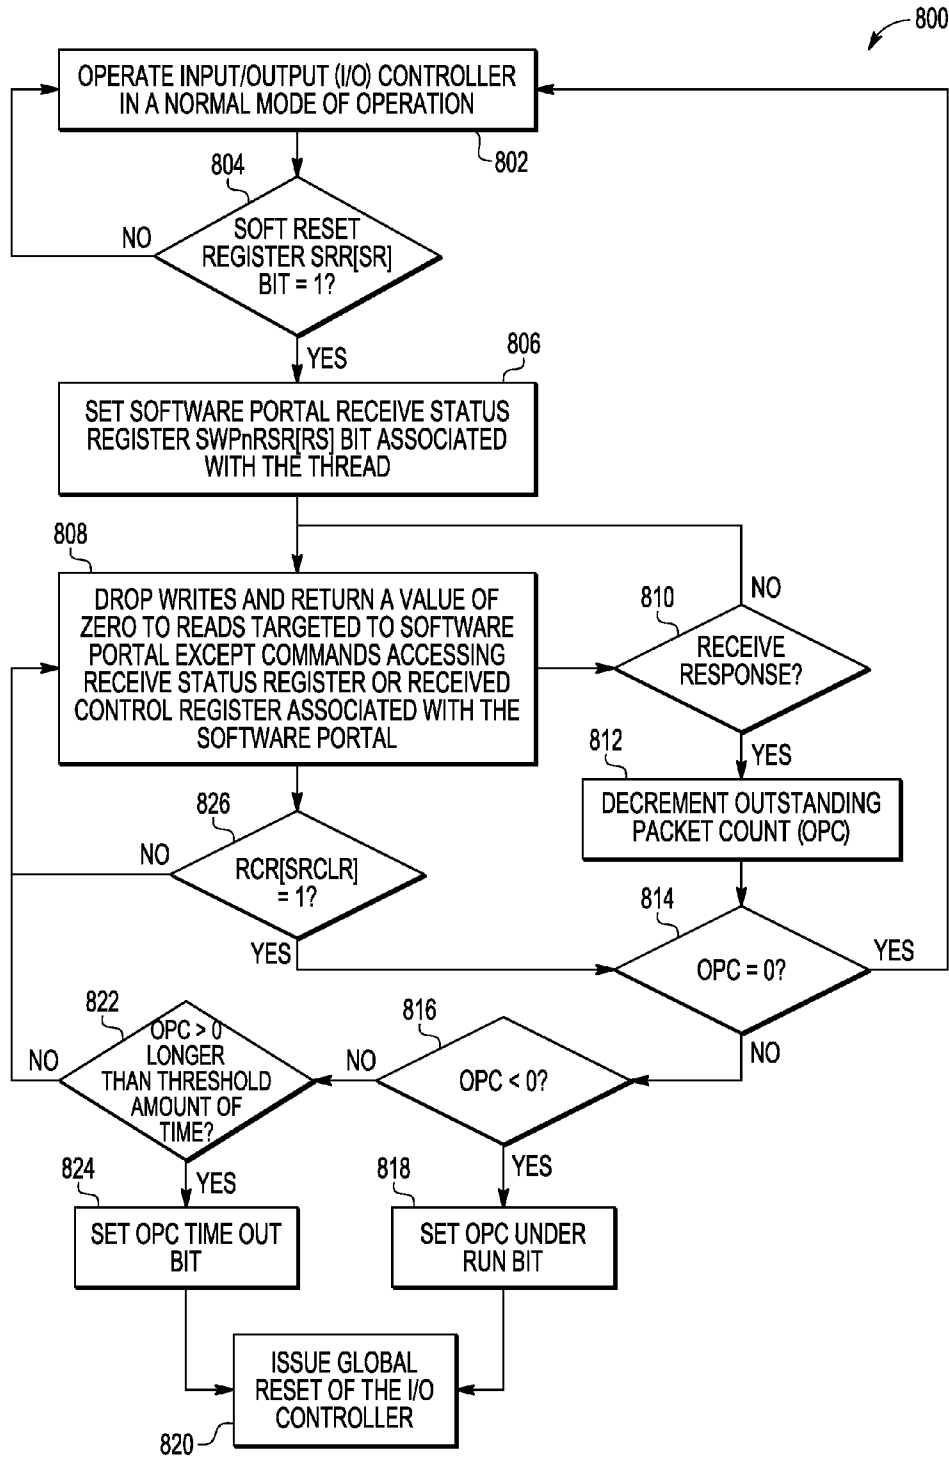 800
OPERATE INPUT/OUTPUT (I/O) CONTROLLER
IN A NORMAL MODE OF OPERATION
802
804
SOFT RESET
REGISTER SRR[SR]
BIT = 1?
NO
YES
806
SET SOFTWARE PORTAL RECEIVE STATUS
REGISTER SWPnRSR[RS] BIT ASSOCIATED
WITH THE THREAD
808
DROP WRITES AND RETURN A VALUE OF
ZERO TO READS TARGETED TO SOFTWARE
PORTAL EXCEPT COMMANDS ACCESSING
RECEIVE STATUS REGISTER OR RECEIVED
CONTROL REGISTER ASSOCIATED WITH THE
SOFTWARE PORTAL
810
NO
RECEIVE
RESPONSE?
YES
812
DECREMENT OUTSTANDING
PACKET COUNT (OPC)
826
NO
RCR[SRCLR]
= 1?
YES
814
OPC = 0?
YES
NO
822
OPC > 0
LONGER
THAN THRESHOLD
AMOUNT OF
TIME?
NO
YES
816
NO
OPC < 0?
YES
824
SET OPC TIME OUT
BIT
818
SET OPC UNDER
RUN BIT
ISSUE GLOBAL
RESET OF THE I/O
CONTROLLER
820